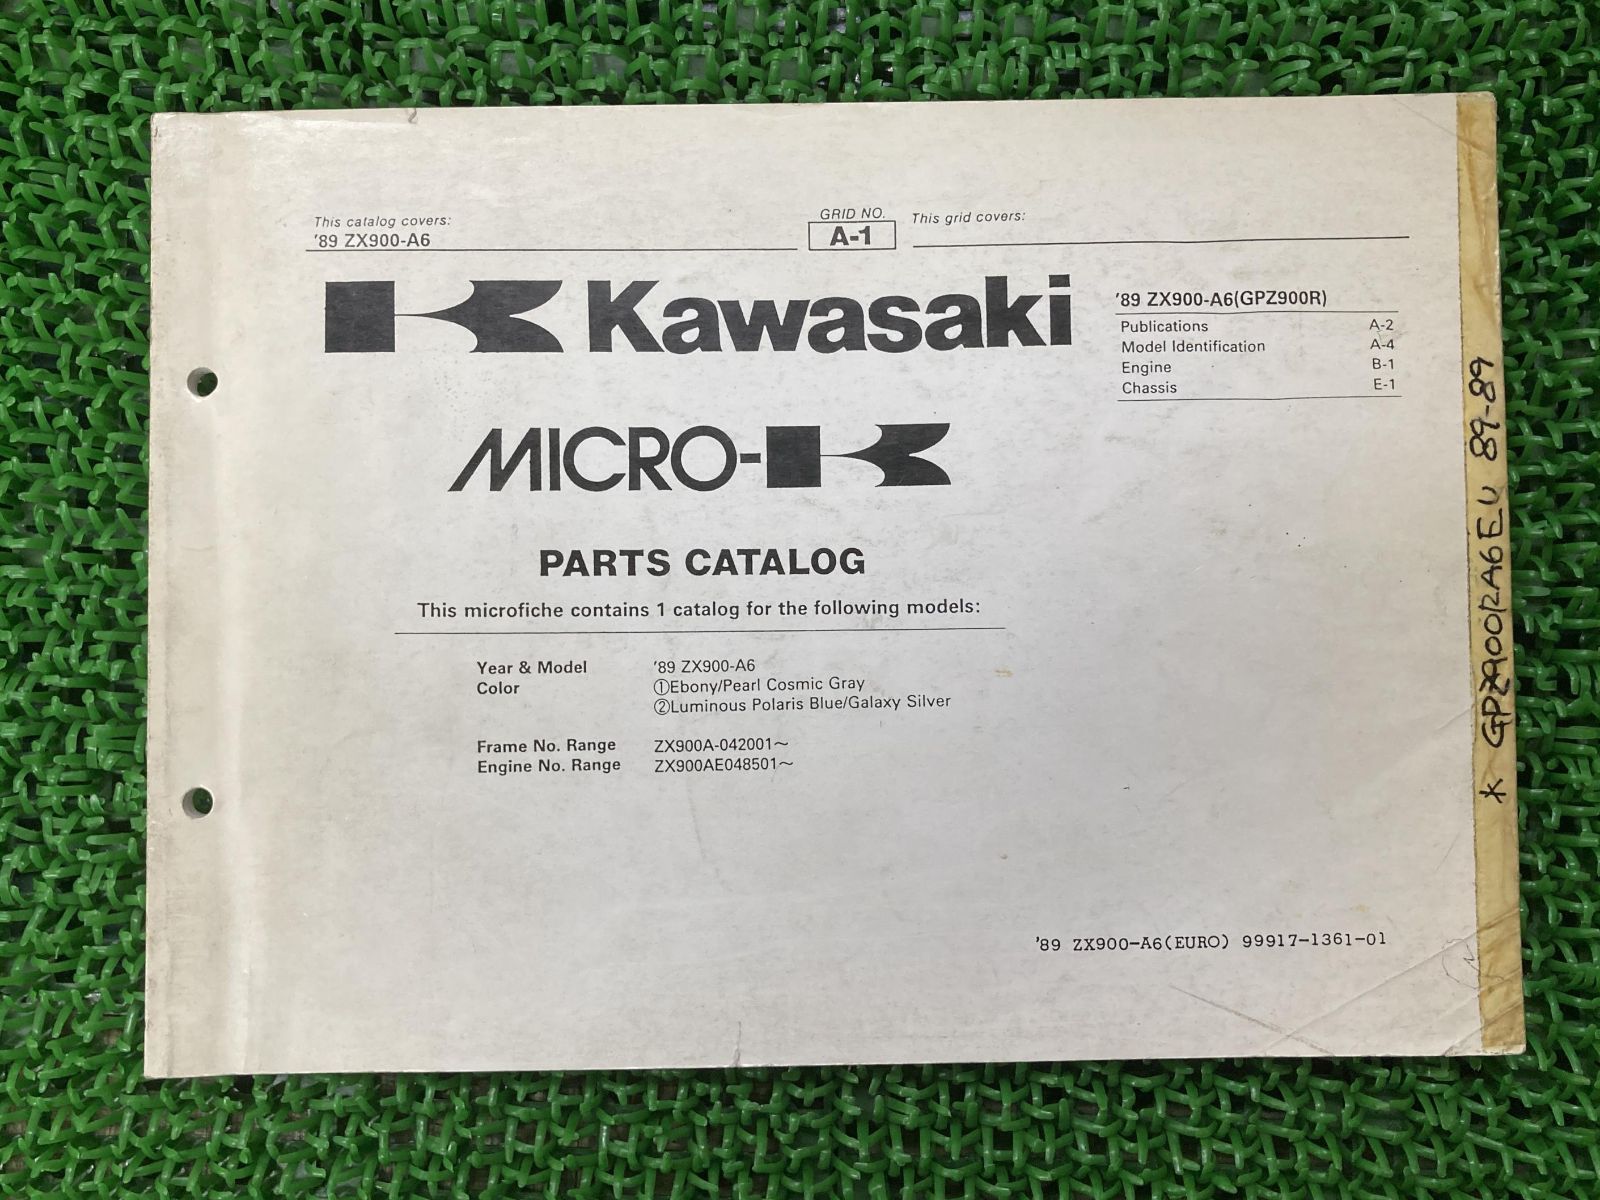 This catalog covers:
'89 ZX900-A6
GRID NO.
A-1
This grid covers:
Kawasaki
'89 ZX900-A6(GPZ900R)
Publications A-2
Model Identification A-4
Engine B-1
Chassis E-1
MICRO-K
PARTS CATALOG
This microfiche contains 1 catalog for the following models:
Year & Model '89 ZX900-A6
Color ①Ebony/Pearl Cosmic Gray
②Luminous Polaris Blue/Galaxy Silver
Frame No. Range ZX900A-042001~
Engine No. Range ZX900AE048501~
'89 ZX900-A6(EURO) 99917-1361-01
K GPZ900RA6EU 89-89